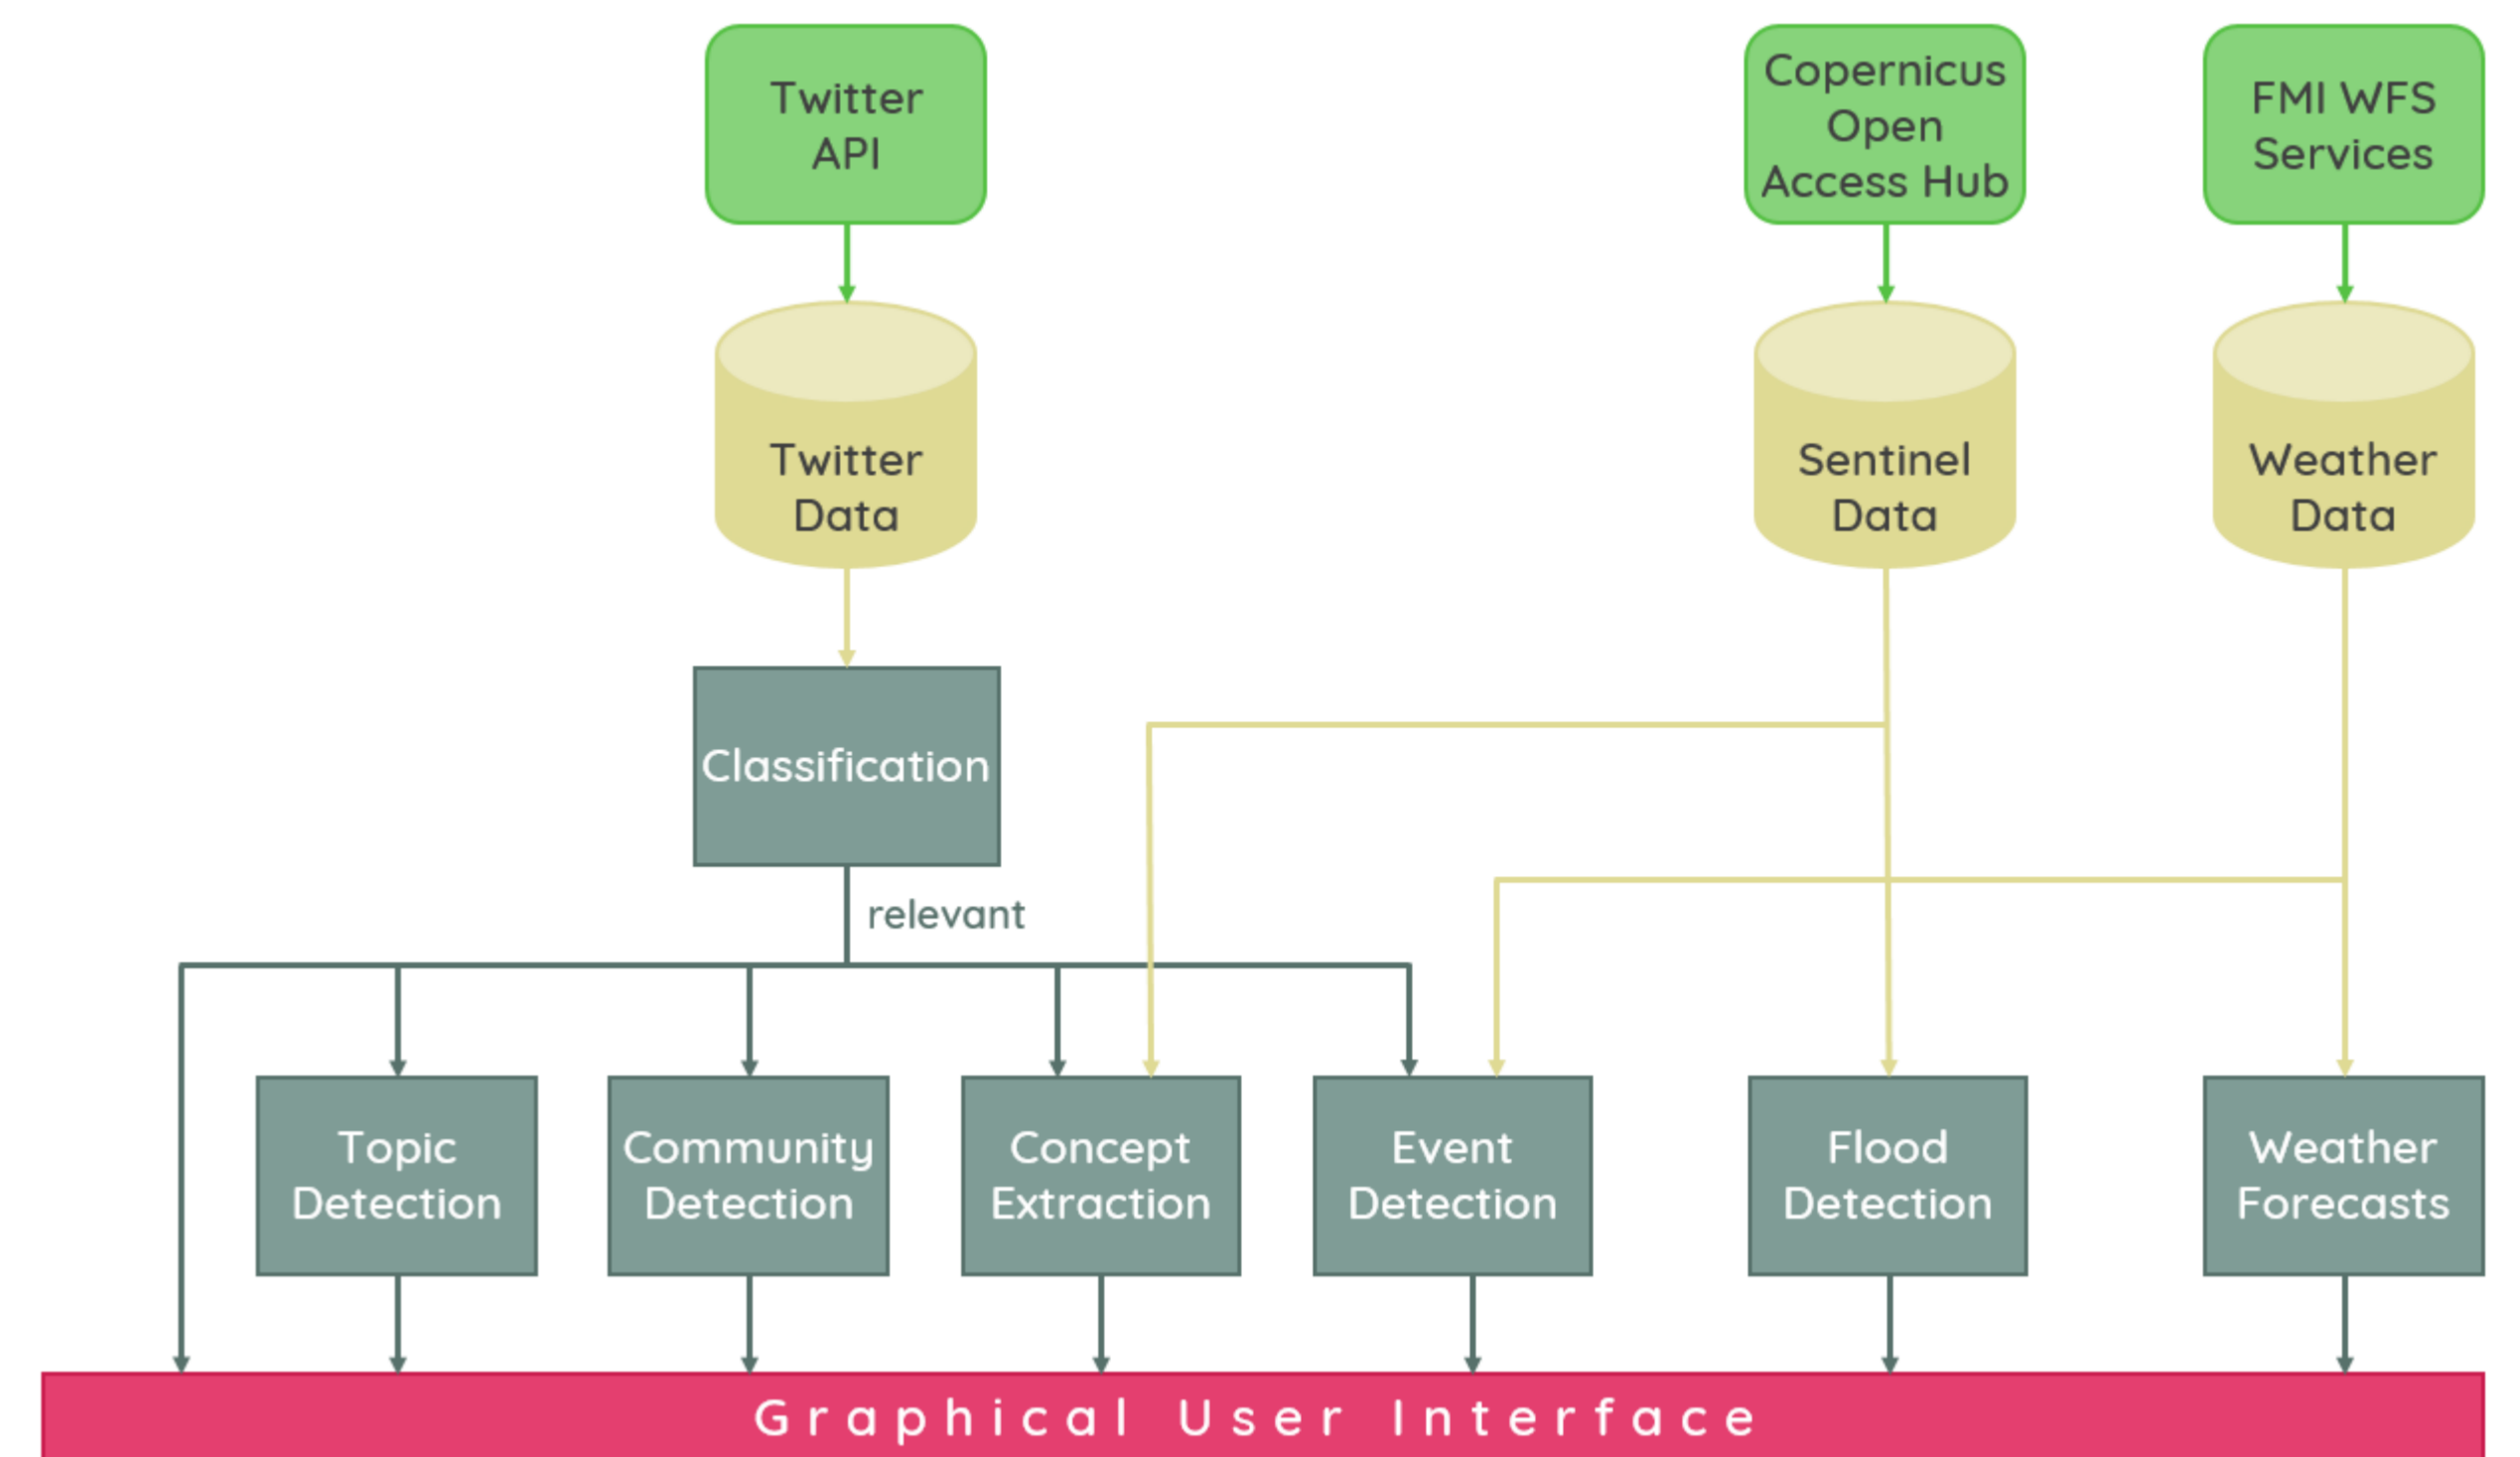 Twitter
API
Copernicus
Open
Access Hub
FMI WFS
Services
Twitter
Data
Sentinel
Data
Weather
Data
Classification
relevant
Topic
Detection
Community
Detection
Concept
Extraction
Event
Detection
Flood
Detection
Weather
Forecasts
Graphical User Interface